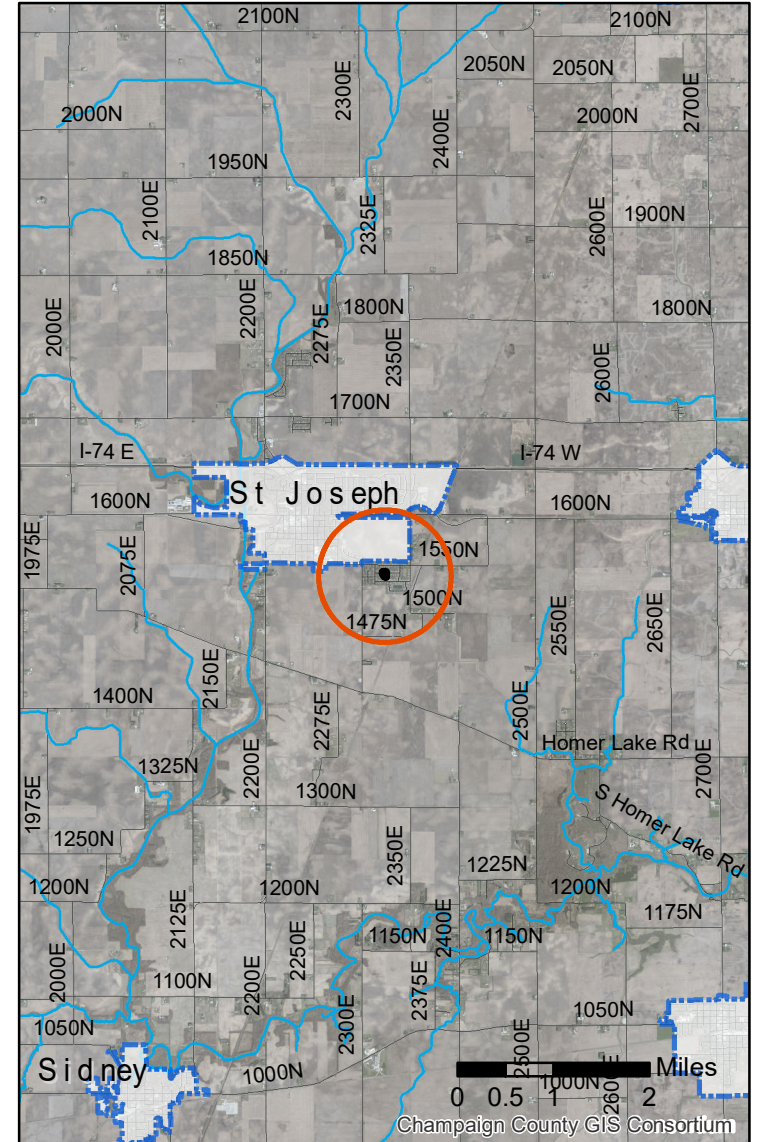 2100N
2100N
2050N
2050N
2300E
2700E
2000N
2000N
2400E
1950N
2100E
2325E
2600E
1900N
1850N
2200E
2275E
1800N
1800N
2000E
2350E
2600E
1700N
I-74 E
I-74 W
St Joseph
1600N
1600N
1975E
2075E
1550N
1500N
1475N
2550E
2650E
2150E
1400N
2275E
2500E
2200E
Homer Lake Rd
2700E
1325N
1300N
1975E
S Homer Lake Rd
1250N
2350E
1225N
1200N
1200N
1200N
2125E
1175N
2400E
1150N
1150N
2250E
2000E
1100N
2200E
2375E
2300E
1050N
1050N
2500E
Sidney
1000N
1000N
2600E
Miles
0 0.5 1 2
Champaign County GIS Consortium